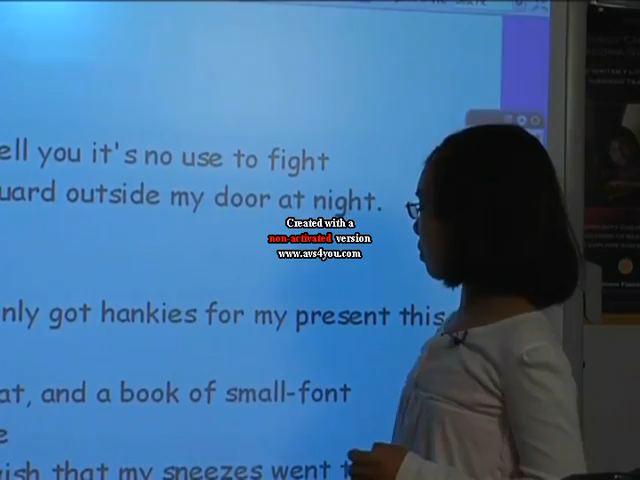 ell you it's no use to fight
uard outside my door at night.
Created with a
non-activated version
www.avs4you.com
nly got hankies for my present this
at, and a book of small-font
e
ish that my sneezes went t